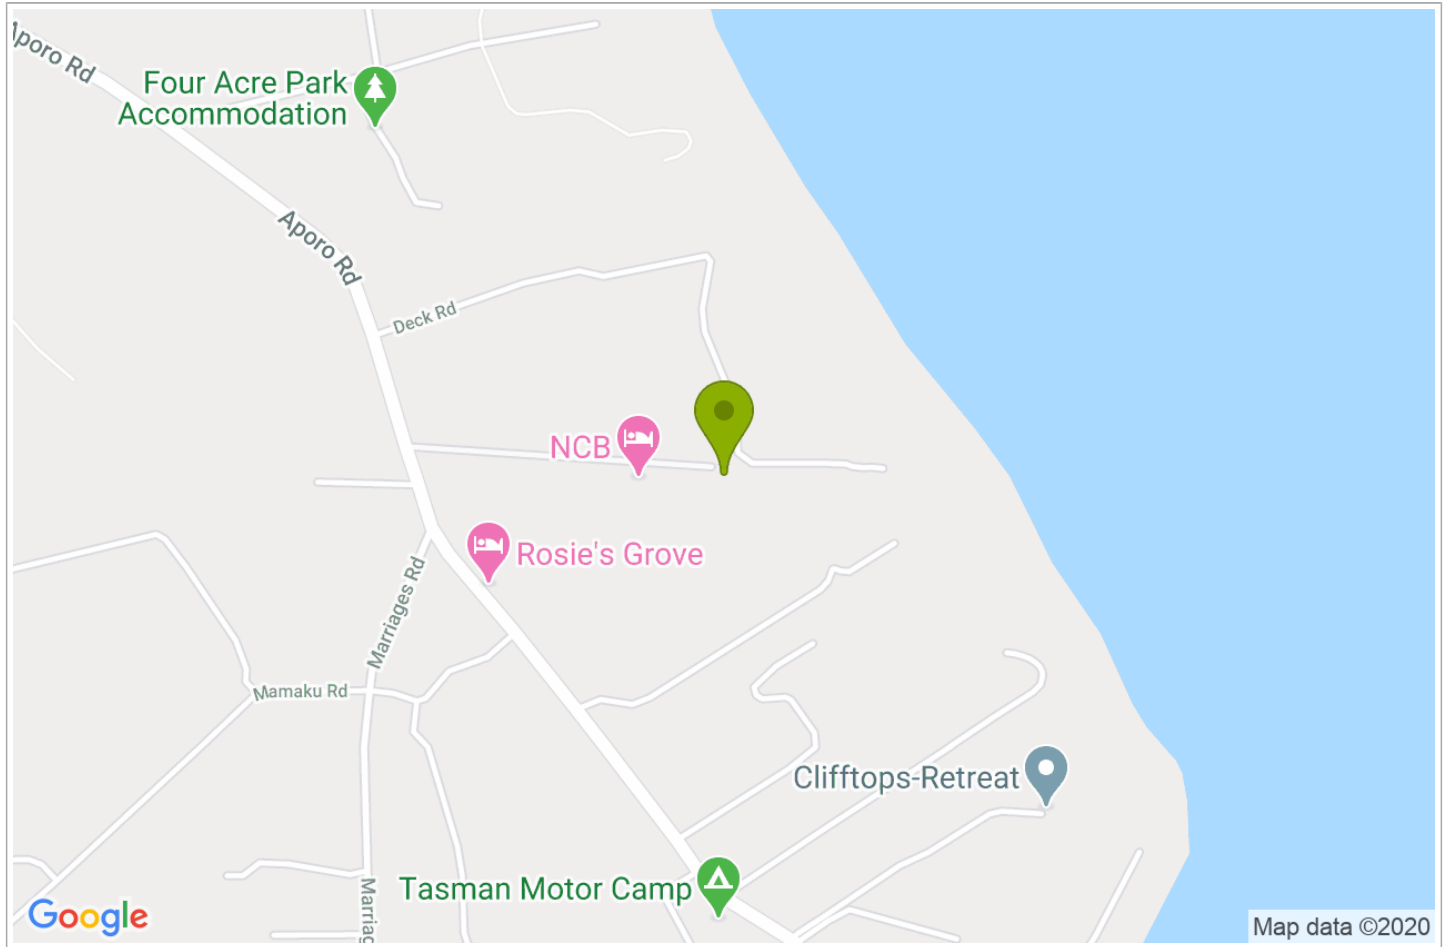 Aporo Rd
Four Acre Park
Accommodation
Aporo Rd
Deck Rd
NCB
Rosie's Grove
Marriages Rd
Mamaku Rd
Clifftops-Retreat
Tasman Motor Camp
Marriag
Google
Map data ©2020